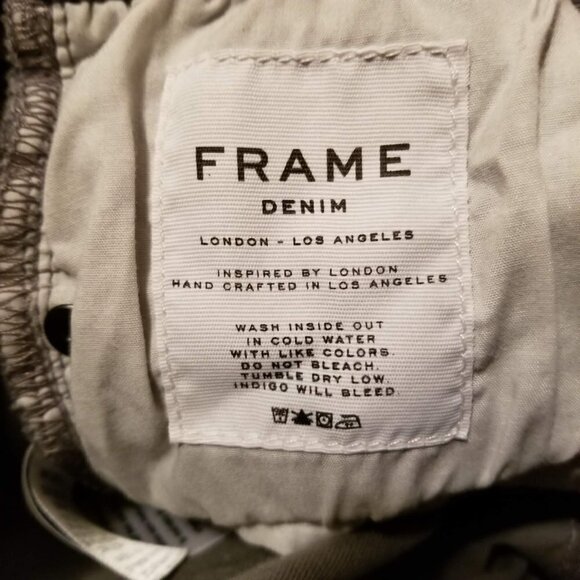 FRAME
DENIM
LONDON - LOS ANGELES
INSPIRED BY LONDON
HAND CRAFTED IN LOS ANGELES
WASH INSIDE OUT
IN COLD WATER
WITH LIKE COLORS.
DO NOT BLEACH.
TUMBLE DRY LOW.
INDIGO WILL BLEED.